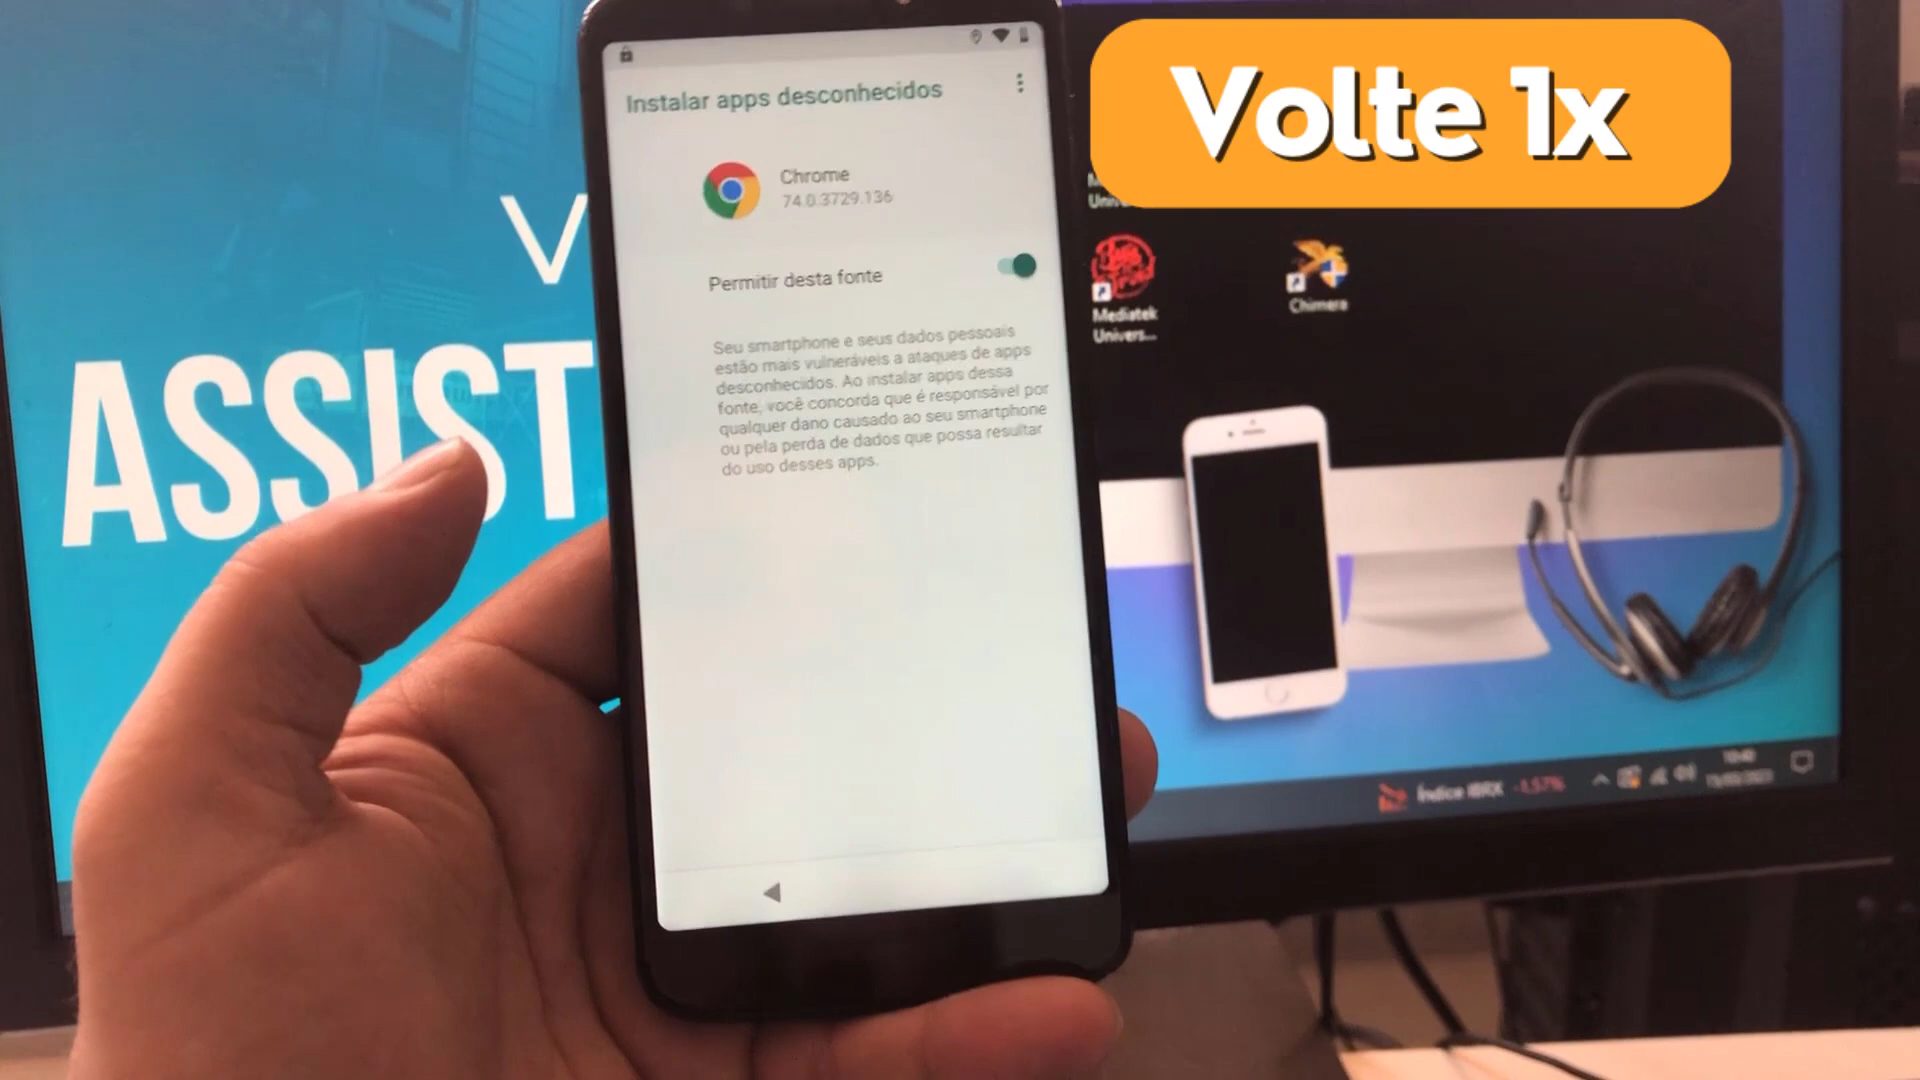 Volte 1x
V
ASSIST
Instalar apps desconhecidos
Chrome
74.0.3729.136
Permitir desta fonte
Seu smartphone e seus dados pessoais
estão mais vulneráveis a ataques de apps
desconhecidos. Ao instalar apps dessa
fonte, você concorda que é responsável por
qualquer dano causado ao seu smartphone
ou pela perda de dados que possa resultar
do uso desses apps.
Mediatek
Univers...
Chimera
Índice IBRX -1,57%
10:40